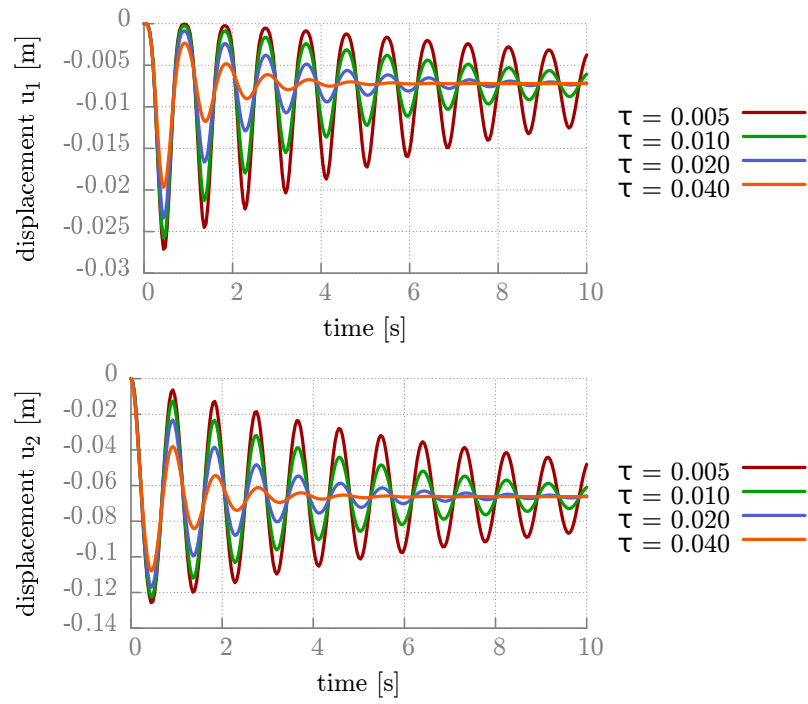 0
-0.005
-0.01
-0.015
-0.02
-0.025
-0.03
displacement u₁ [m]
0 2 4 6 8 10
time [s]
τ = 0.005
τ = 0.010
τ = 0.020
τ = 0.040
0
-0.02
-0.04
-0.06
-0.08
-0.1
-0.12
-0.14
displacement u₂ [m]
0 2 4 6 8 10
time [s]
τ = 0.005
τ = 0.010
τ = 0.020
τ = 0.040